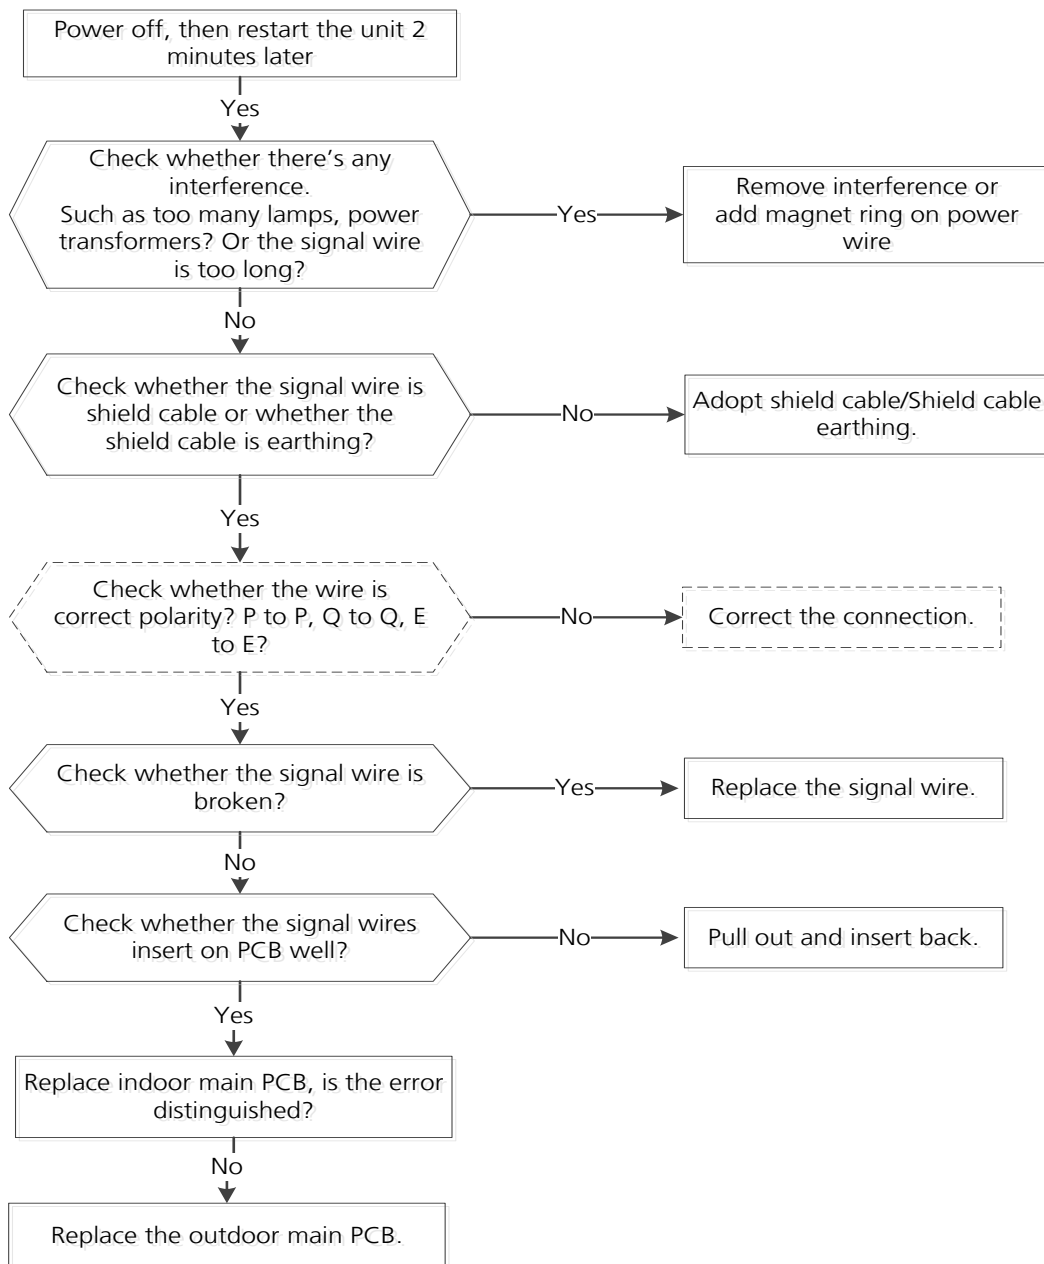 Power off, then restart the unit 2
minutes later
Yes
Check whether there's any
interference.
Such as too many lamps, power
transformers? Or the signal wire
is too long?
Yes
Remove interference or
add magnet ring on power
wire
No
Check whether the signal wire is
shield cable or whether the
shield cable is earthing?
No
Adopt shield cable/Shield cable
earthing.
Yes
Check whether the wire is
correct polarity? P to P, Q to Q, E
to E?
No
Correct the connection.
Yes
Check whether the signal wire is
broken?
Yes
Replace the signal wire.
No
Check whether the signal wires
insert on PCB well?
No
Pull out and insert back.
Yes
Replace indoor main PCB, is the error
distinguished?
No
Replace the outdoor main PCB.